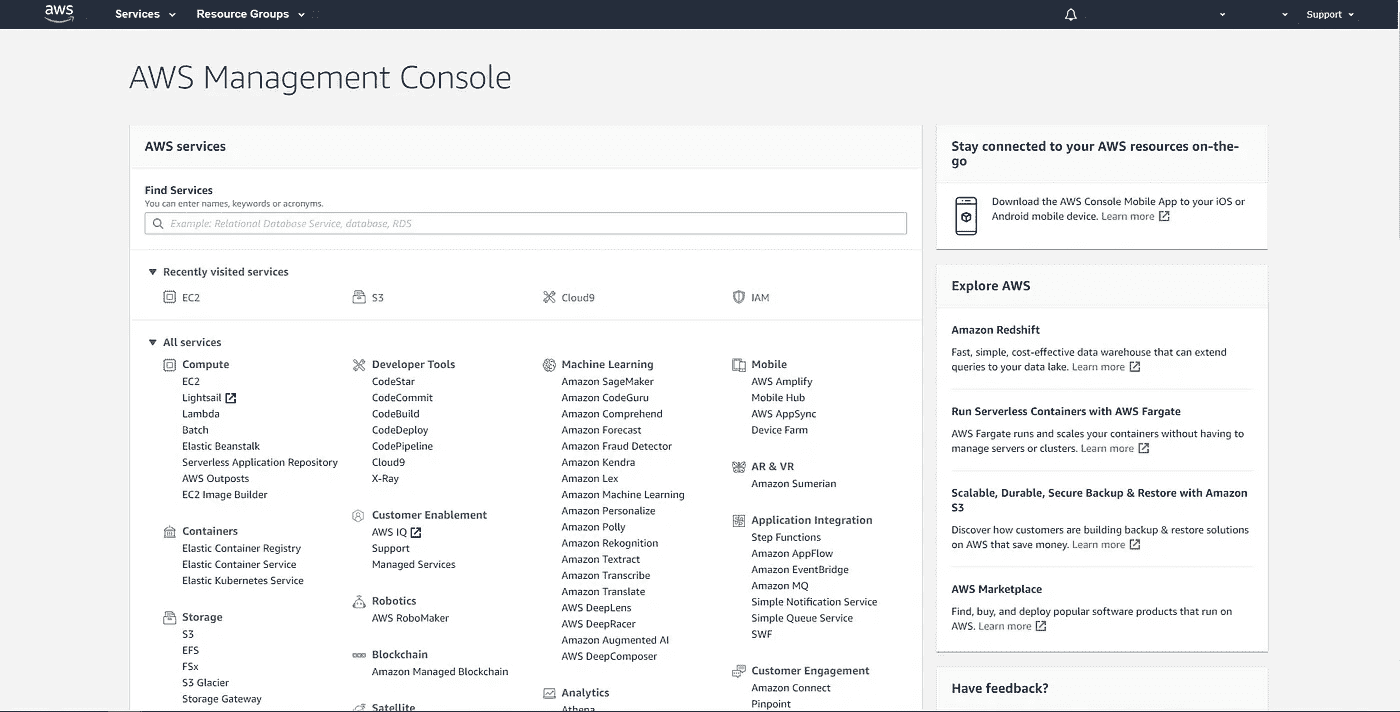 aws
Services
Resource Groups
Support
AWS Management Console
AWS services
Find Services
You can enter names, keywords or acronyms.
Example: Relational Database Service, database, RDS
Recently visited services
EC2
S3
Cloud9
IAM
All services
Compute
EC2
Lightsail
Lambda
Batch
Elastic Beanstalk
Serverless Application Repository
AWS Outposts
EC2 Image Builder
Containers
Elastic Container Registry
Elastic Container Service
Elastic Kubernetes Service
Storage
S3
EFS
FSx
S3 Glacier
Storage Gateway
Developer Tools
CodeStar
CodeCommit
CodeBuild
CodeDeploy
CodePipeline
Cloud9
X-Ray
Customer Enablement
AWS IQ
Support
Managed Services
Robotics
AWS RoboMaker
Blockchain
Amazon Managed Blockchain
Satellite
Machine Learning
Amazon SageMaker
Amazon CodeGuru
Amazon Comprehend
Amazon Forecast
Amazon Fraud Detector
Amazon Kendra
Amazon Lex
Amazon Machine Learning
Amazon Personalize
Amazon Polly
Amazon Rekognition
Amazon Textract
Amazon Transcribe
Amazon Translate
AWS DeepLens
AWS DeepRacer
Amazon Augmented AI
AWS DeepComposer
Analytics
Athena
Mobile
AWS Amplify
Mobile Hub
AWS AppSync
Device Farm
AR & VR
Amazon Sumerian
Application Integration
Step Functions
Amazon AppFlow
Amazon EventBridge
Amazon MQ
Simple Notification Service
Simple Queue Service
SWF
Customer Engagement
Amazon Connect
Pinpoint
Stay connected to your AWS resources on-the-
go
Download the AWS Console Mobile App to your iOS or
Android mobile device. Learn more
Explore AWS
Amazon Redshift
Fast, simple, cost-effective data warehouse that can extend
queries to your data lake. Learn more
Run Serverless Containers with AWS Fargate
AWS Fargate runs and scales your containers without having to
manage servers or clusters. Learn more
Scalable, Durable, Secure Backup & Restore with Amazon
S3
Discover how customers are building backup & restore solutions
on AWS that save money. Learn more
AWS Marketplace
Find, buy, and deploy popular software products that run on
AWS. Learn more
Have feedback?